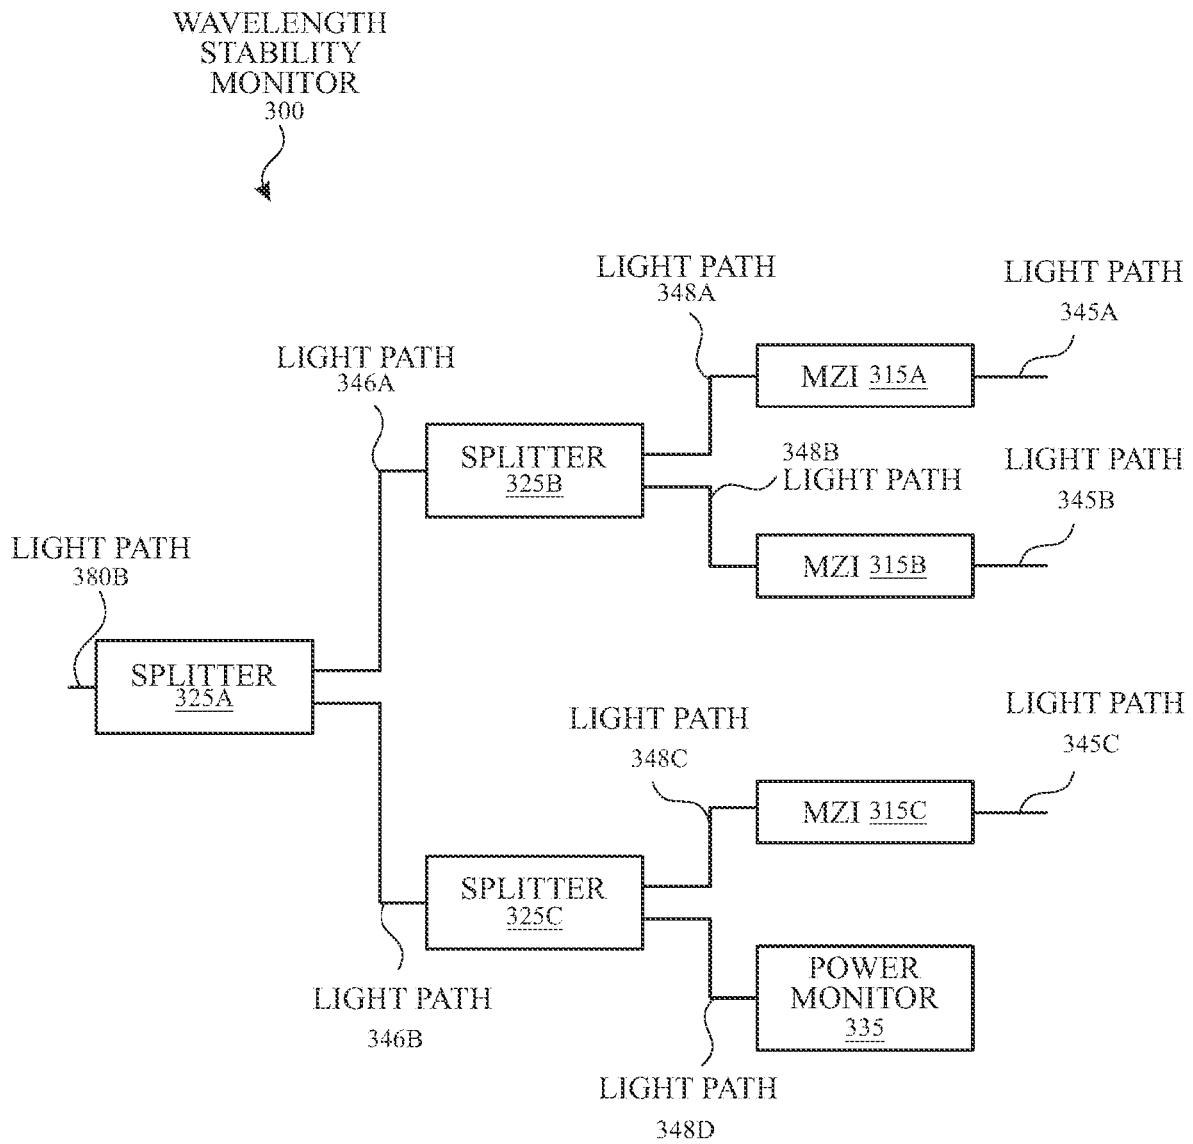 WAVELENGTH
STABILITY
MONITOR
300
LIGHT PATH
348A
LIGHT PATH
345A
LIGHT PATH
346A
MZI 315A
SPLITTER
325B
348B
LIGHT PATH
LIGHT PATH
345B
MZI 315B
LIGHT PATH
380B
SPLITTER
325A
LIGHT PATH
348C
LIGHT PATH
345C
MZI 315C
SPLITTER
325C
POWER
MONITOR
335
LIGHT PATH
346B
LIGHT PATH
348D